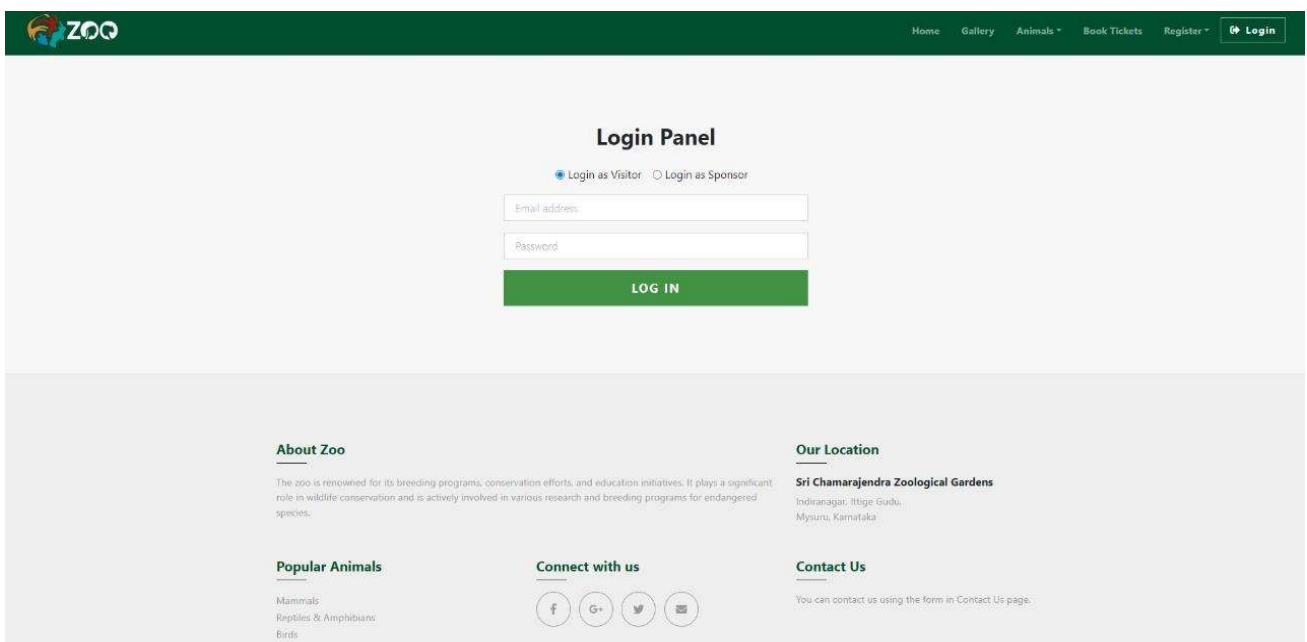 ZOO
Home Gallery Animals Book Tickets Register Login
Login Panel
Login as Visitor Login as Sponsor
Email address
Password
LOG IN
About Zoo
The zoo is renowned for its breeding programs, conservation efforts, and education initiatives. It plays a significant
role in wildlife conservation and is actively involved in various research and breeding programs for endangered
species.
Our Location
Sri Chamarajendra Zoological Gardens
Indiranagar, Ittige Gudu,
Mysuru, Karnataka
Popular Animals
Mammals
Reptiles & Amphibians
Birds
Connect with us
f G+
Contact Us
You can contact us using the form in Contact Us page.